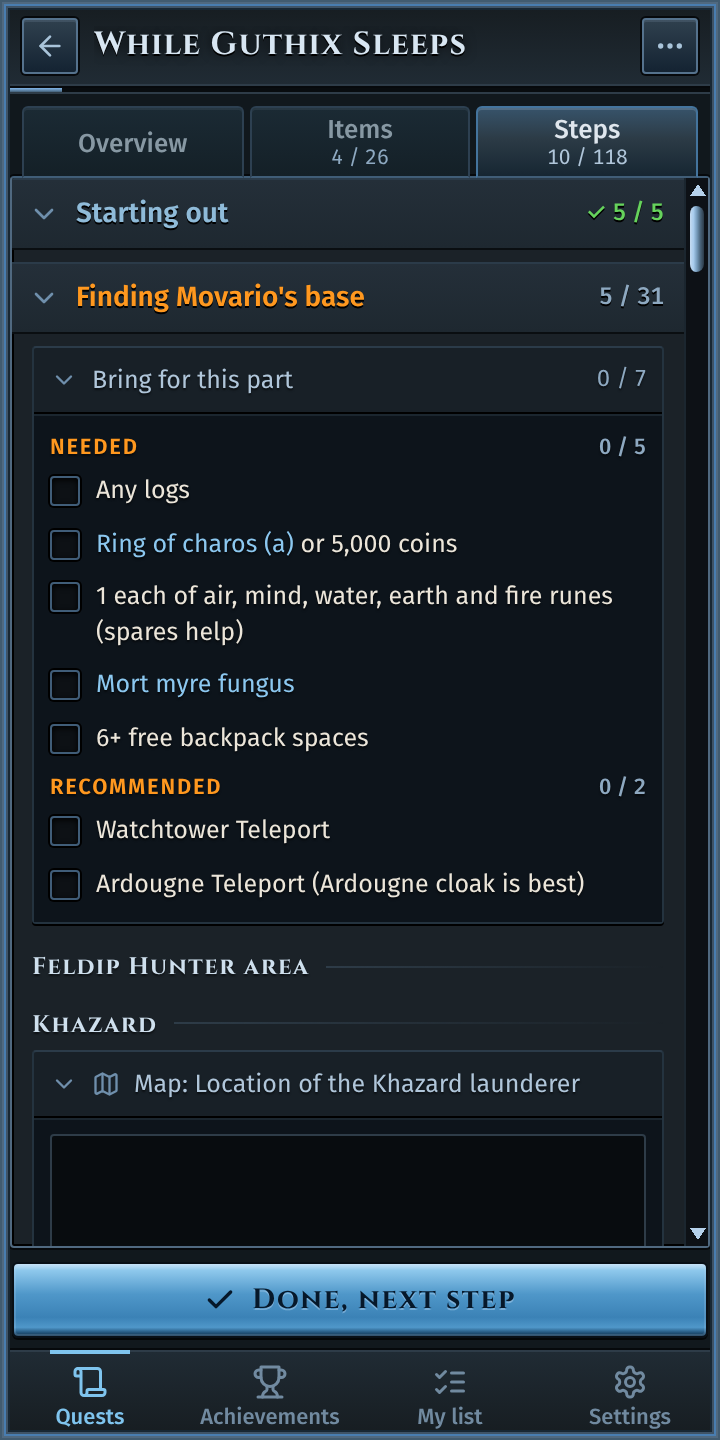 While Guthix Sleeps
Overview
Items
4 / 26
Steps
10 / 118
Starting out
5 / 5
Finding Movario's base
5 / 31
Bring for this part
0 / 7
NEEDED
0 / 5
Any logs
Ring of charos (a) or 5,000 coins
1 each of air, mind, water, earth and fire runes
(spares help)
Mort myre fungus
6+ free backpack spaces
RECOMMENDED
0 / 2
Watchtower Teleport
Ardougne Teleport (Ardougne cloak is best)
Feldip Hunter area
Khazard
Map: Location of the Khazard launderer
Done, next step
Quests
Achievements
My list
Settings